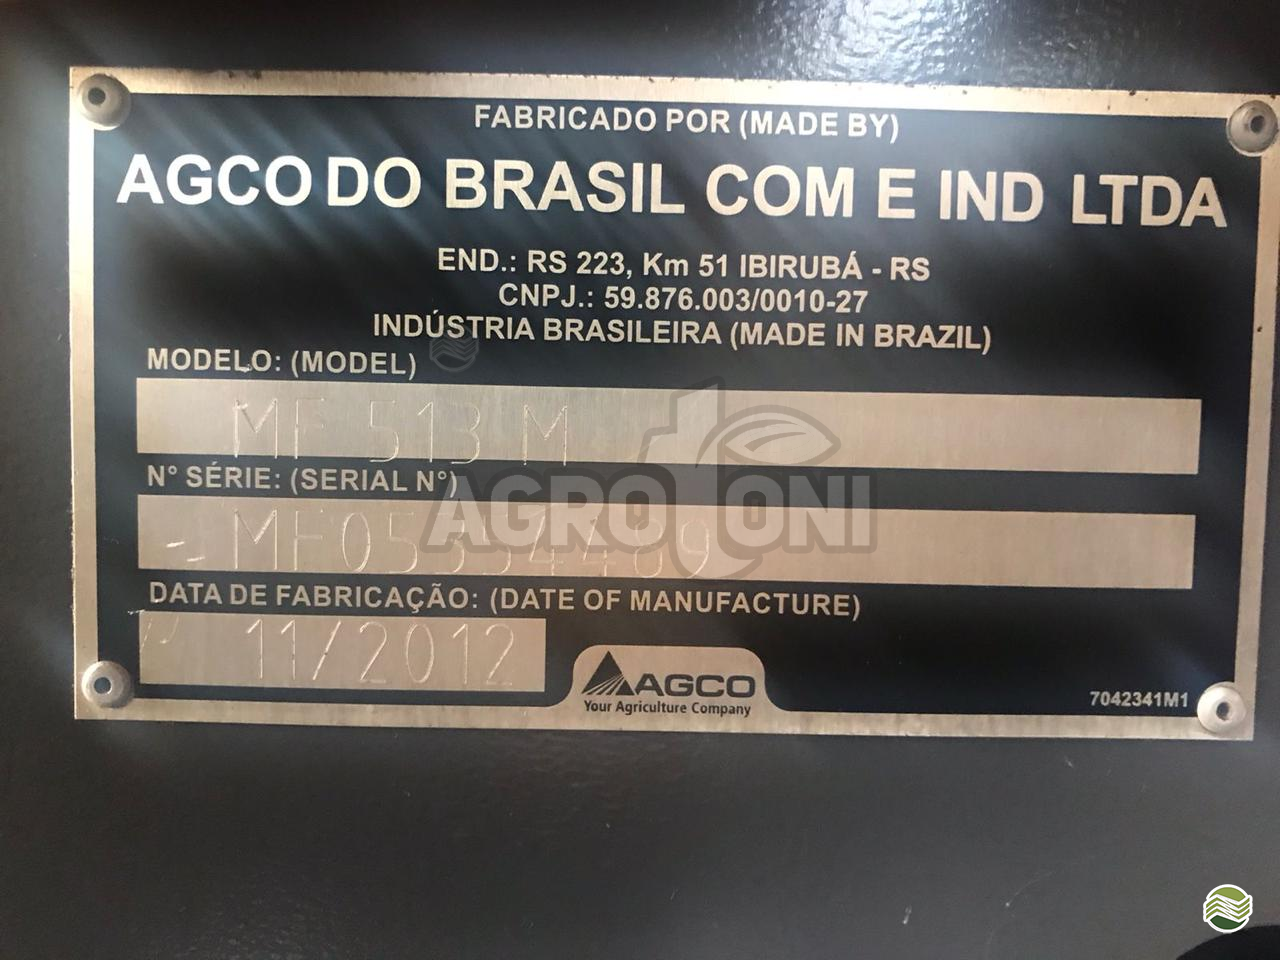 FABRICADO POR (MADE BY)
AGCO DO BRASIL COM E IND LTDA
END.: RS 223, Km 51 IBIRUBÁ - RS
CNPJ.: 59.876.003/0010-27
INDÚSTRIA BRASILEIRA (MADE IN BRAZIL)
MODELO: (MODEL)
MF 513 M
N° SÉRIE: (SERIAL N°)
AGRO TONI
DATA DE FABRICAÇÃO: (DATE OF MANUFACTURE)
11/2012
AGCO
Your Agriculture Company
7042341M1